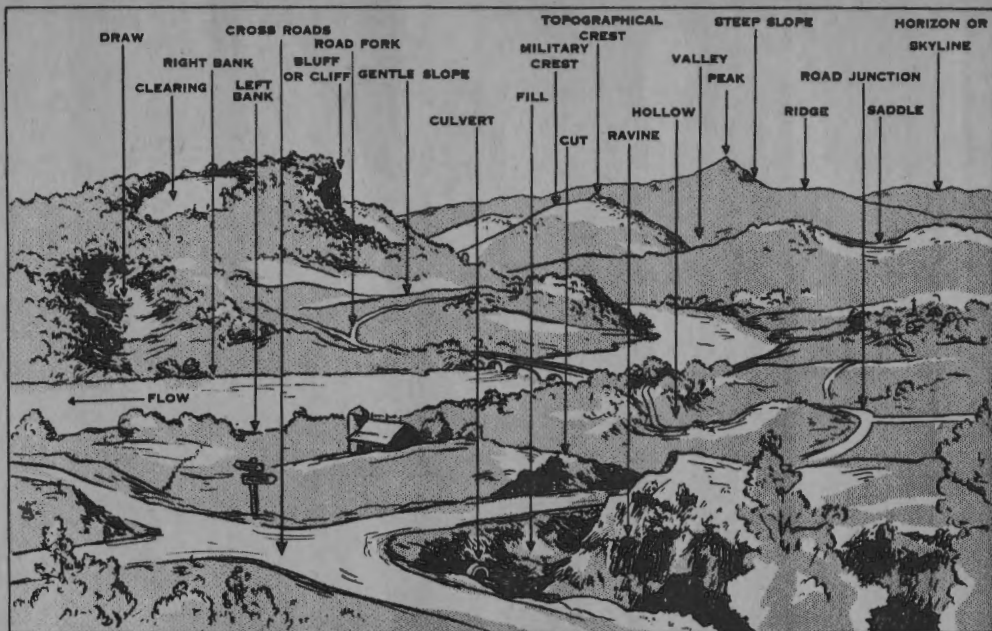 DRAW
CROSS ROADS
ROAD FORK
RIGHT BANK
BLUFF
OR CLIFF
CLEARING
LEFT
BANK
GENTLE SLOPE
CULVERT
TOPOGRAPHICAL
CREST
MILITARY
CREST
FILL
CUT
RAVINE
HOLLOW
VALLEY
PEAK
STEEP SLOPE
ROAD JUNCTION
RIDGE
SADDLE
HORIZON OR
SKYLINE
FLOW